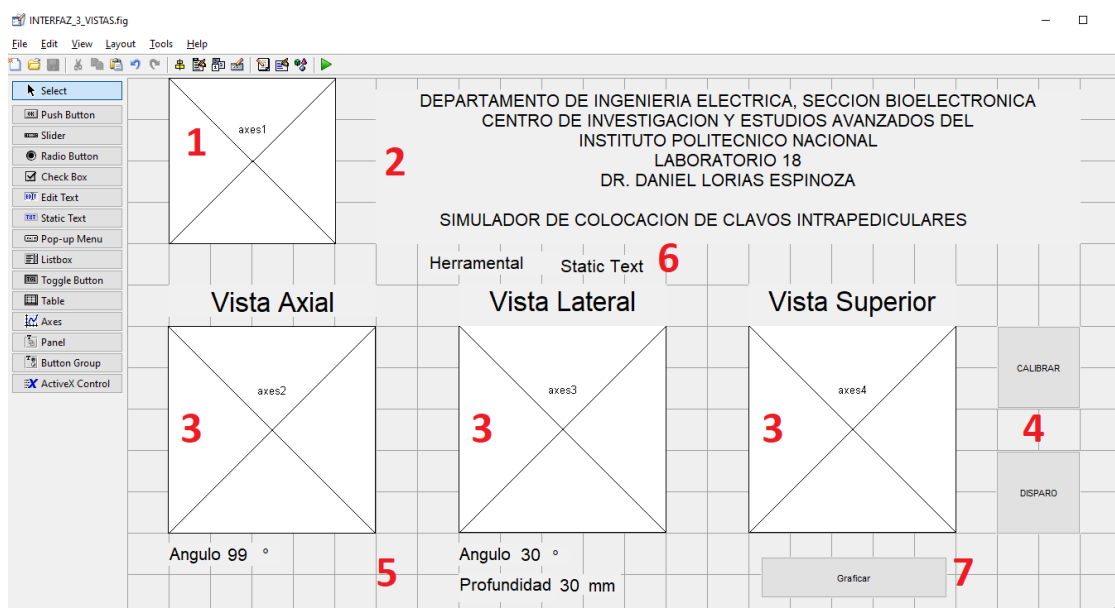 INTERFAZ_3_VISTAS.fig
File Edit View Layout Tools Help
Select
OK Push Button
Slider
Radio Button
Check Box
EDIT Edit Text
TXT Static Text
Pop-up Menu
Listbox
TGL Toggle Button
Table
Axes
Panel
Button Group
ActiveX Control
axes1
1
2
DEPARTAMENTO DE INGENIERIA ELECTRICA, SECCION BIOELECTRONICA
CENTRO DE INVESTIGACION Y ESTUDIOS AVANZADOS DEL
INSTITUTO POLITECNICO NACIONAL
LABORATORIO 18
DR. DANIEL LORIAS ESPINOZA
SIMULADOR DE COLOCACION DE CLAVOS INTRAPEDICULARES
Herramental Static Text 6
Vista Axial Vista Lateral Vista Superior
axes2 axes3 axes4
3 3 3
CALIBRAR
4
DISPARO
Angulo 99 °
5
Angulo 30 °
Profundidad 30 mm
Graficar 7